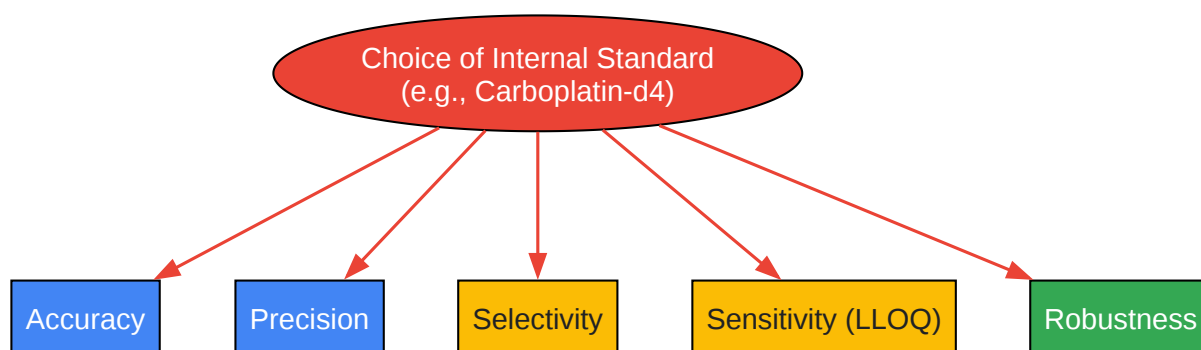 Choice of Internal Standard
(e.g., Carboplatin-d4)
Accuracy
Precision
Selectivity
Sensitivity (LLOQ)
Robustness